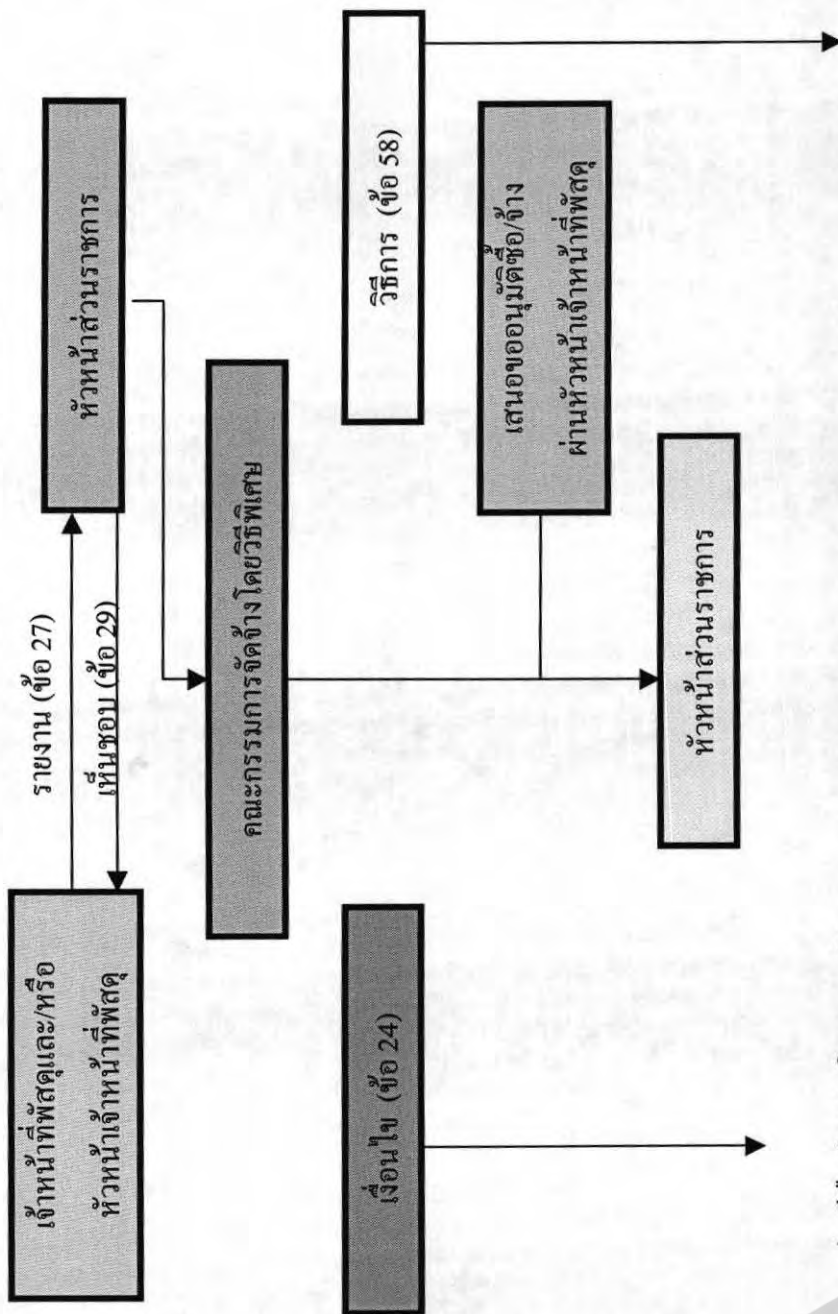 เจ้าหน้าที่พัสดุและ/หรือ
หัวหน้าเจ้าหน้าที่พัสดุ
รายงาน (ข้อ 27)
เห็นชอบ (ข้อ 29)
หัวหน้าส่วนราชการ
คณะกรรมการจัดจ้างโดยวิธีพิเศษ
เงื่อนไข (ข้อ 24)
วิธีการ (ข้อ 58)
เสนอขออนุมัติซื้อ/จ้าง
ผ่านหัวหน้าเจ้าหน้าที่พัสดุ
หัวหน้าส่วนราชการ